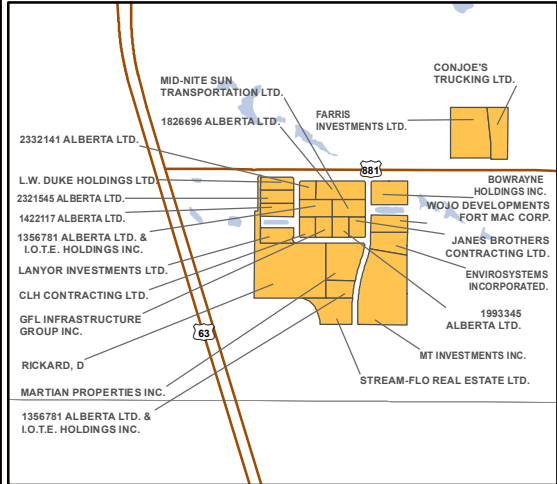 CONJOE'S
TRUCKING LTD.
MID-NITE SUN
TRANSPORTATION LTD.
FARRIS
INVESTMENTS LTD.
1826696 ALBERTA LTD.
2332141 ALBERTA LTD.
881
L.W. DUKE HOLDINGS LTD.
BOWRAYNE
HOLDINGS INC.
2321545 ALBERTA LTD.
WOJO DEVELOPMENTS
FORT MAC CORP.
1422117 ALBERTA LTD.
1356781 ALBERTA LTD. &
I.O.T.E. HOLDINGS INC.
JANES BROTHERS
CONTRACTING LTD.
LANYOR INVESTMENTS LTD.
ENVIROSYSTEMS
INCORPORATED.
CLH CONTRACTING LTD.
GFL INFRASTRUCTURE
GROUP INC.
1993345
ALBERTA LTD.
63
RICKARD, D
MT INVESTMENTS INC.
STREAM-FLO REAL ESTATE LTD.
MARTIAN PROPERTIES INC.
1356781 ALBERTA LTD. &
I.O.T.E. HOLDINGS INC.